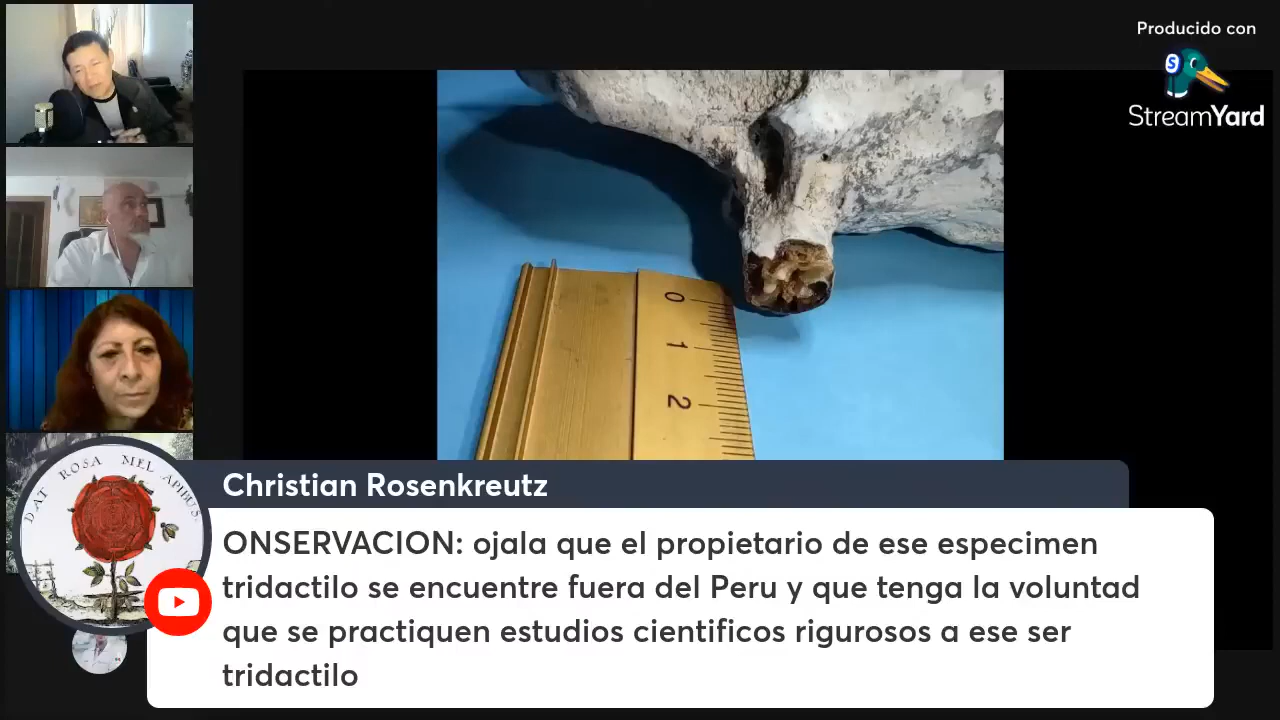 Producido con
StreamYard
0
1
2
DAT ROSA MEL APIBUS.
Christian Rosenkreutz
ONSERVACION: ojala que el propietario de ese especimen
tridactilo se encuentre fuera del Peru y que tenga la voluntad
que se practiquen estudios cientificos rigurosos a ese ser
tridactilo